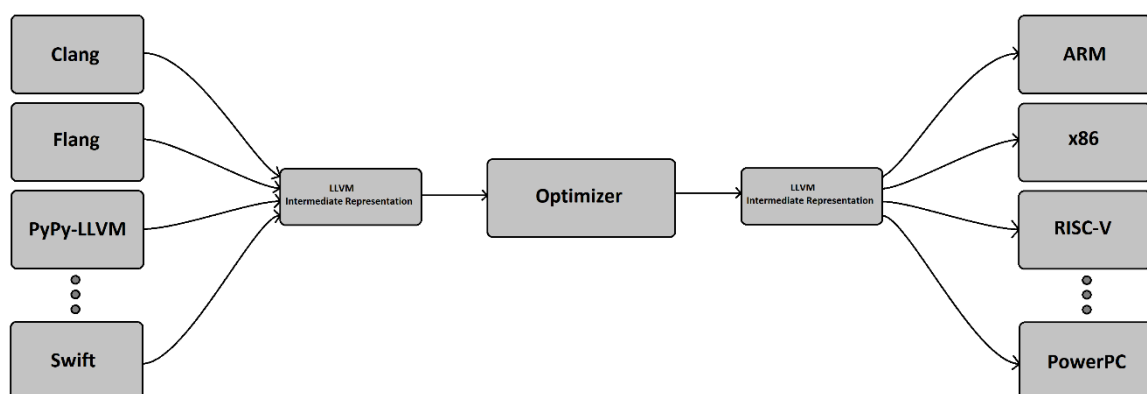 Clang
Flang
PyPy-LLVM
Swift
LLVM
Intermediate Representation
Optimizer
LLVM
Intermediate Representation
ARM
x86
RISC-V
PowerPC